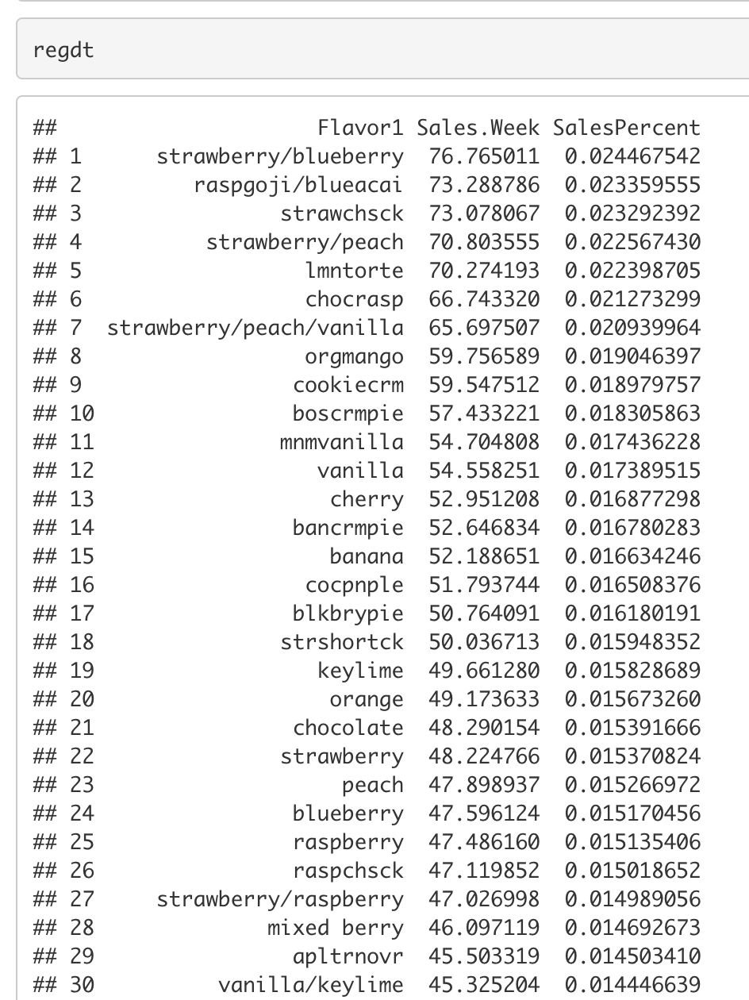 regdt
## Flavor1 Sales.Week SalesPercent
## 1 strawberry/blueberry 76.765011 0.024467542
## 2 raspgoji/blueacai 73.288786 0.023359555
## 3 strawchsck 73.078067 0.023292392
## 4 strawberry/peach 70.803555 0.022567430
## 5 lmntorte 70.274193 0.022398705
## 6 chocrasp 66.743320 0.021273299
## 7 strawberry/peach/vanilla 65.697507 0.020939964
## 8 orgmango 59.756589 0.019046397
## 9 cookiecrm 59.547512 0.018979757
## 10 boscrmpie 57.433221 0.018305863
## 11 mnmvanilla 54.704808 0.017436228
## 12 vanilla 54.558251 0.017389515
## 13 cherry 52.951208 0.016877298
## 14 bancrmpie 52.646834 0.016780283
## 15 banana 52.188651 0.016634246
## 16 cocpnple 51.793744 0.016508376
## 17 blkbrypie 50.764091 0.016180191
## 18 strshortck 50.036713 0.015948352
## 19 keylime 49.661280 0.015828689
## 20 orange 49.173633 0.015673260
## 21 chocolate 48.290154 0.015391666
## 22 strawberry 48.224766 0.015370824
## 23 peach 47.898937 0.015266972
## 24 blueberry 47.596124 0.015170456
## 25 raspberry 47.486160 0.015135406
## 26 raspchsck 47.119852 0.015018652
## 27 strawberry/raspberry 47.026998 0.014989056
## 28 mixed berry 46.097119 0.014692673
## 29 apltrnovr 45.503319 0.014503410
## 30 vanilla/keylime 45.325204 0.014446639